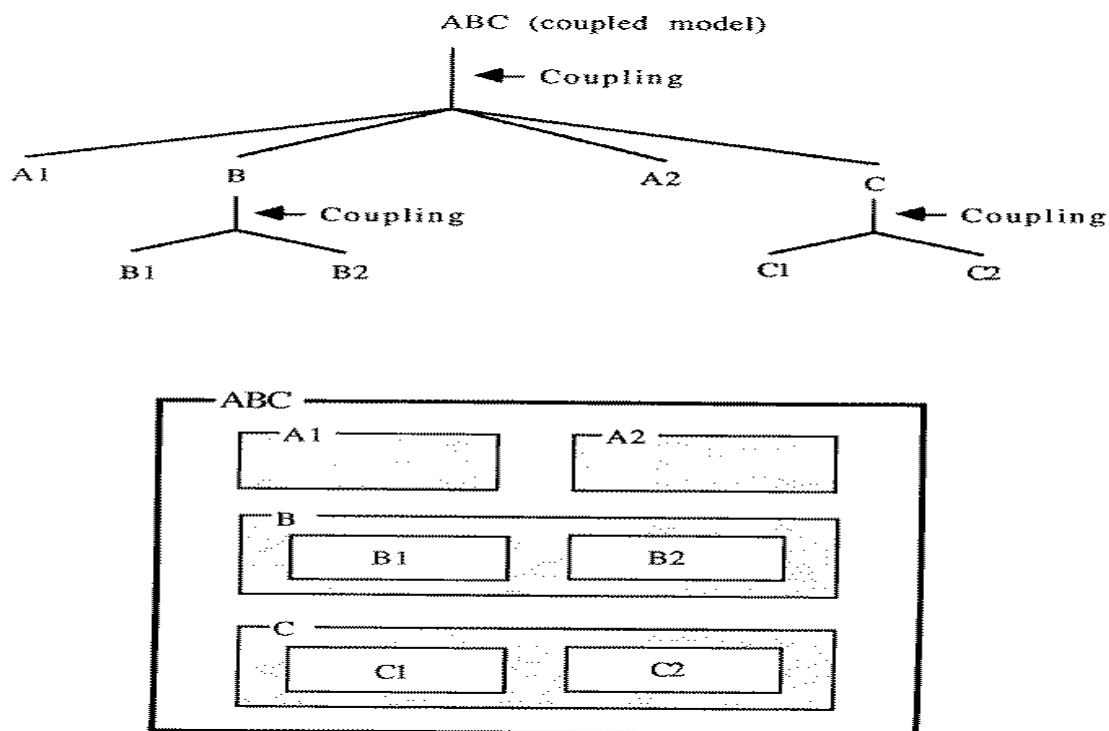 ABC (coupled model)
Coupling
A1 B A2 C
Coupling Coupling
B1 B2 C1 C2
ABC
A1 A2
B
B1 B2
C
C1 C2